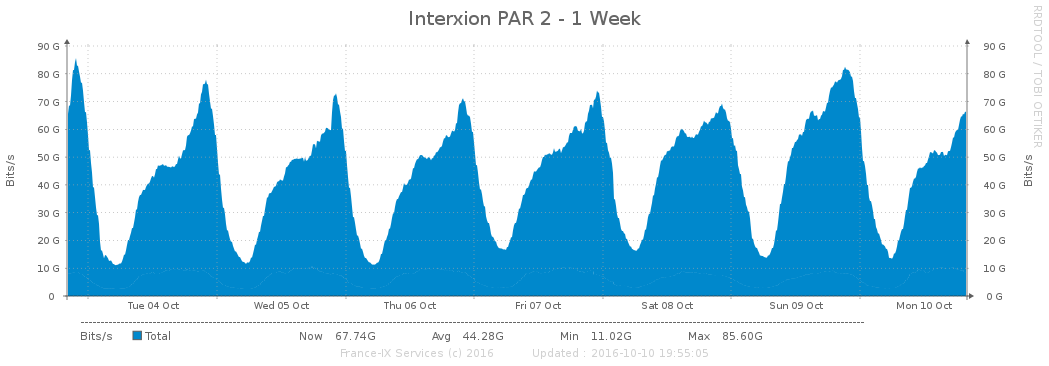 Interxion PAR 2 - 1 Week
RRDTOOL / TOBI OETIKER
Bits/s
90 G
80 G
70 G
60 G
50 G
40 G
30 G
20 G
10 G
0
90 G
80 G
70 G
60 G
50 G
40 G
30 G
20 G
10 G
0 G
Bits/s
Tue 04 Oct Wed 05 Oct Thu 06 Oct Fri 07 Oct Sat 08 Oct Sun 09 Oct Mon 10 Oct
Bits/s Total Now 67.74G Avg 44.28G Min 11.02G Max 85.60G
France-IX Services (c) 2016 Updated : 2016-10-10 19:55:05